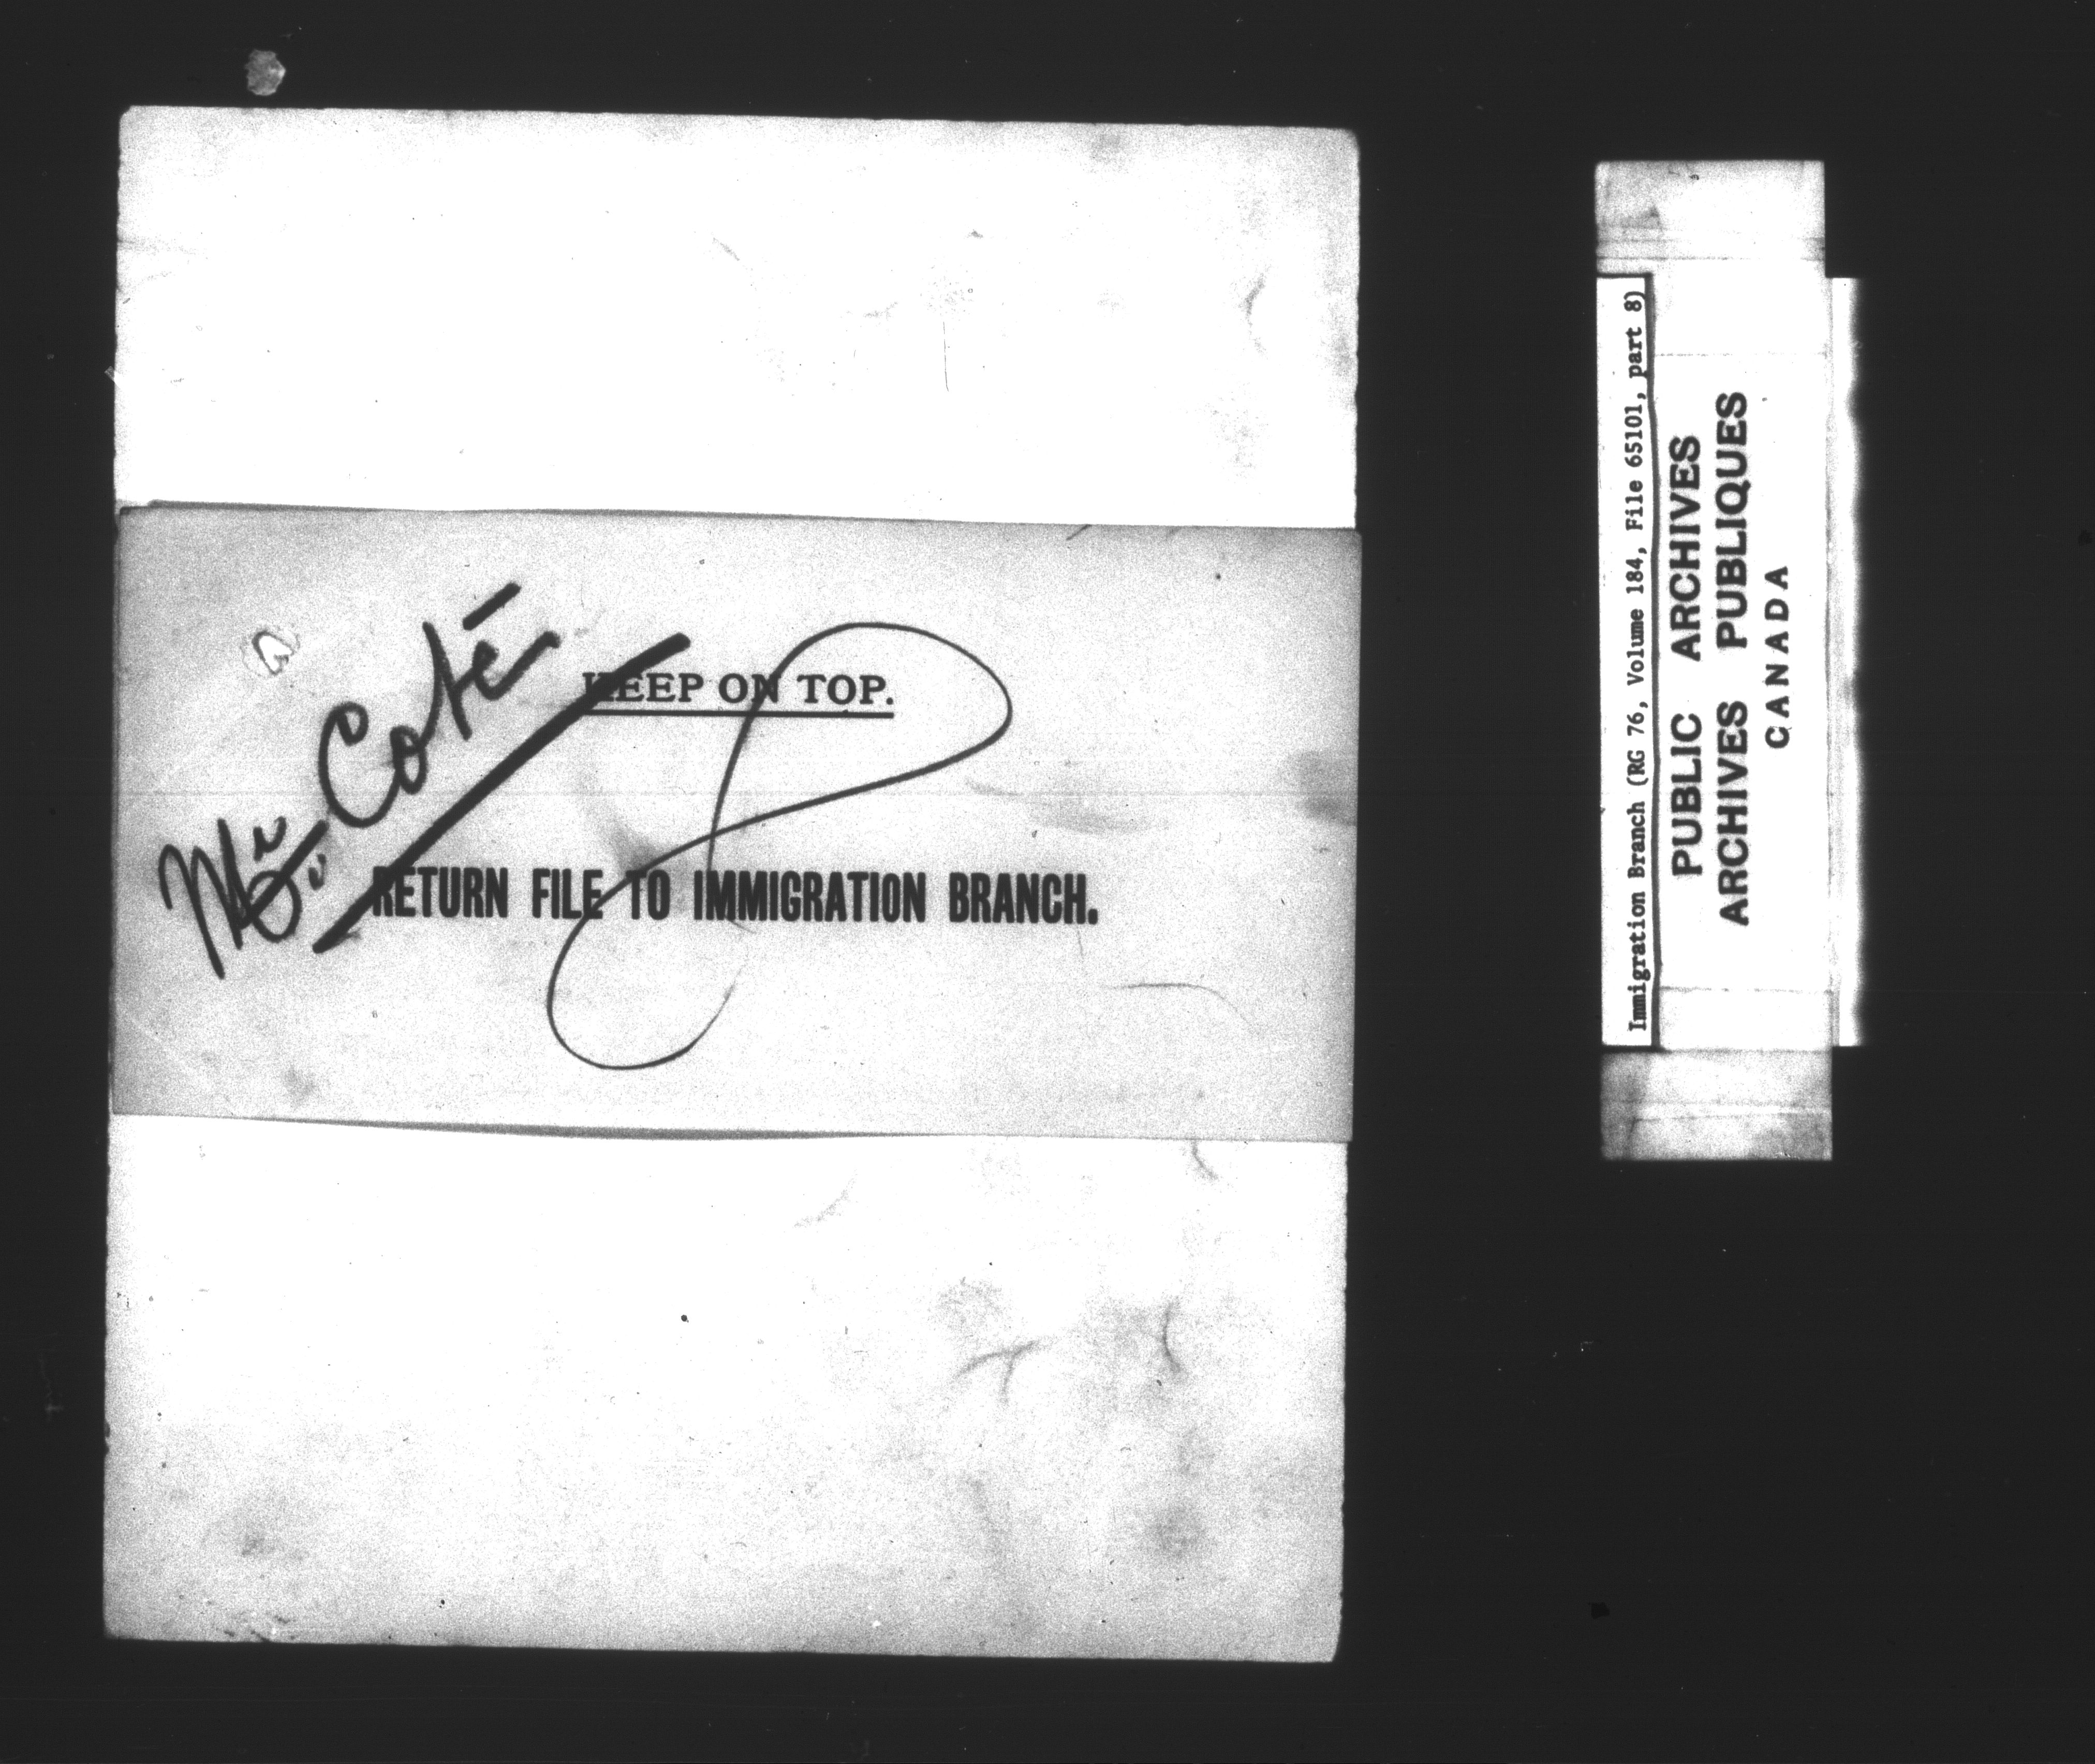 Mr. Coté
KEEP ON TOP.
RETURN FILE TO IMMIGRATION BRANCH.
Immigration Branch (RG 76, Volume 184, File 65101, part 8)
PUBLIC ARCHIVES
ARCHIVES PUBLIQUES
CANADA